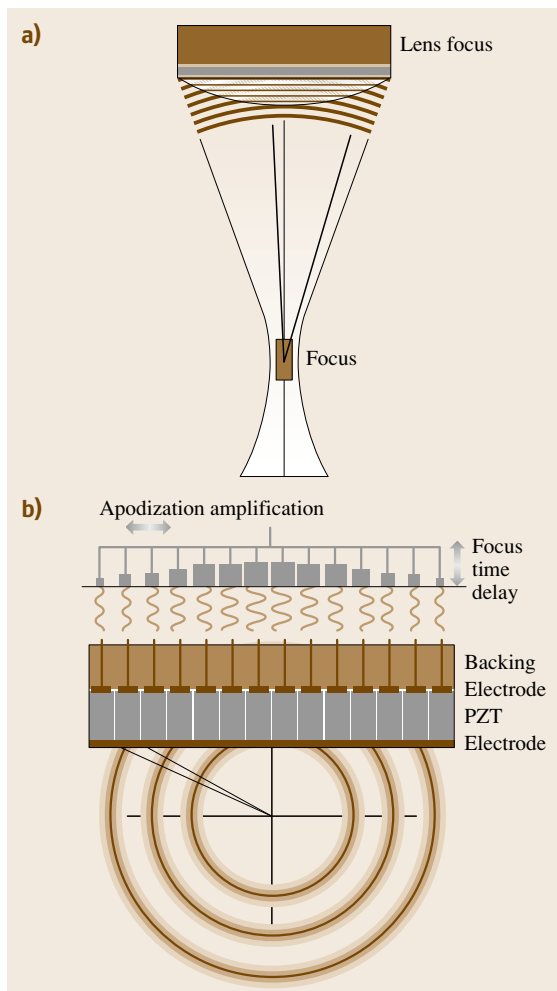 a)
Lens focus
Focus
b)
Apodization amplification
Focus
time
delay
Backing
Electrode
PZT
Electrode